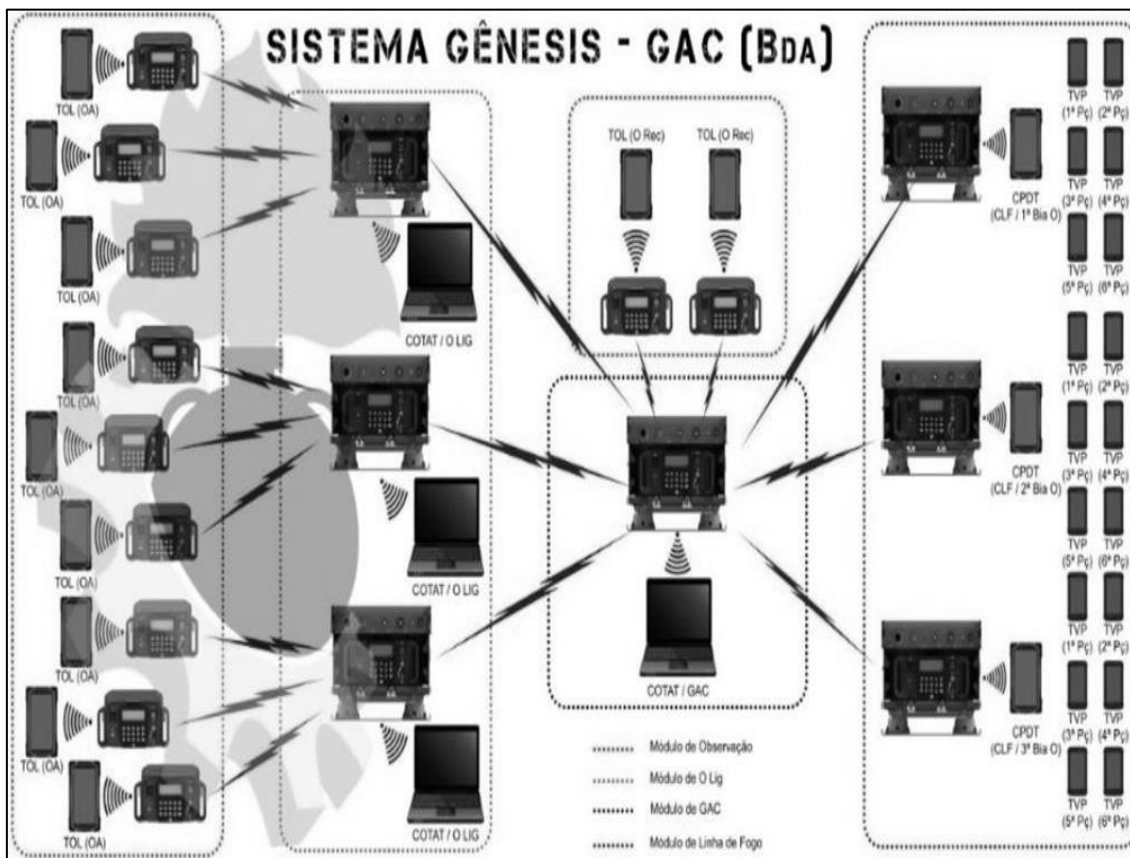 SISTEMA GÊNESIS - GAC (BDA)
TOL (OA)
TOL (OA)
TOL (OA)
TOL (OA)
TOL (OA)
TOL (OA)
TOL (OA)
TOL (OA)
TOL (OA)
COTAT / O LIG
COTAT / O LIG
COTAT / O LIG
TOL (O Rec)
TOL (O Rec)
COTAT / GAC
Módulo de Observação
Módulo de O Lig
Módulo de GAC
Módulo de Linha de Fogo
CPDT
(CLF / 1ª Bia O)
CPDT
(CLF / 2ª Bia O)
CPDT
(CLF / 3ª Bia O)
TVP
(1ª Pç)
TVP
(2ª Pç)
TVP
(3ª Pç)
TVP
(4ª Pç)
TVP
(5ª Pç)
TVP
(6ª Pç)
TVP
(1ª Pç)
TVP
(2ª Pç)
TVP
(3ª Pç)
TVP
(4ª Pç)
TVP
(5ª Pç)
TVP
(6ª Pç)
TVP
(1ª Pç)
TVP
(2ª Pç)
TVP
(3ª Pç)
TVP
(4ª Pç)
TVP
(5ª Pç)
TVP
(6ª Pç)